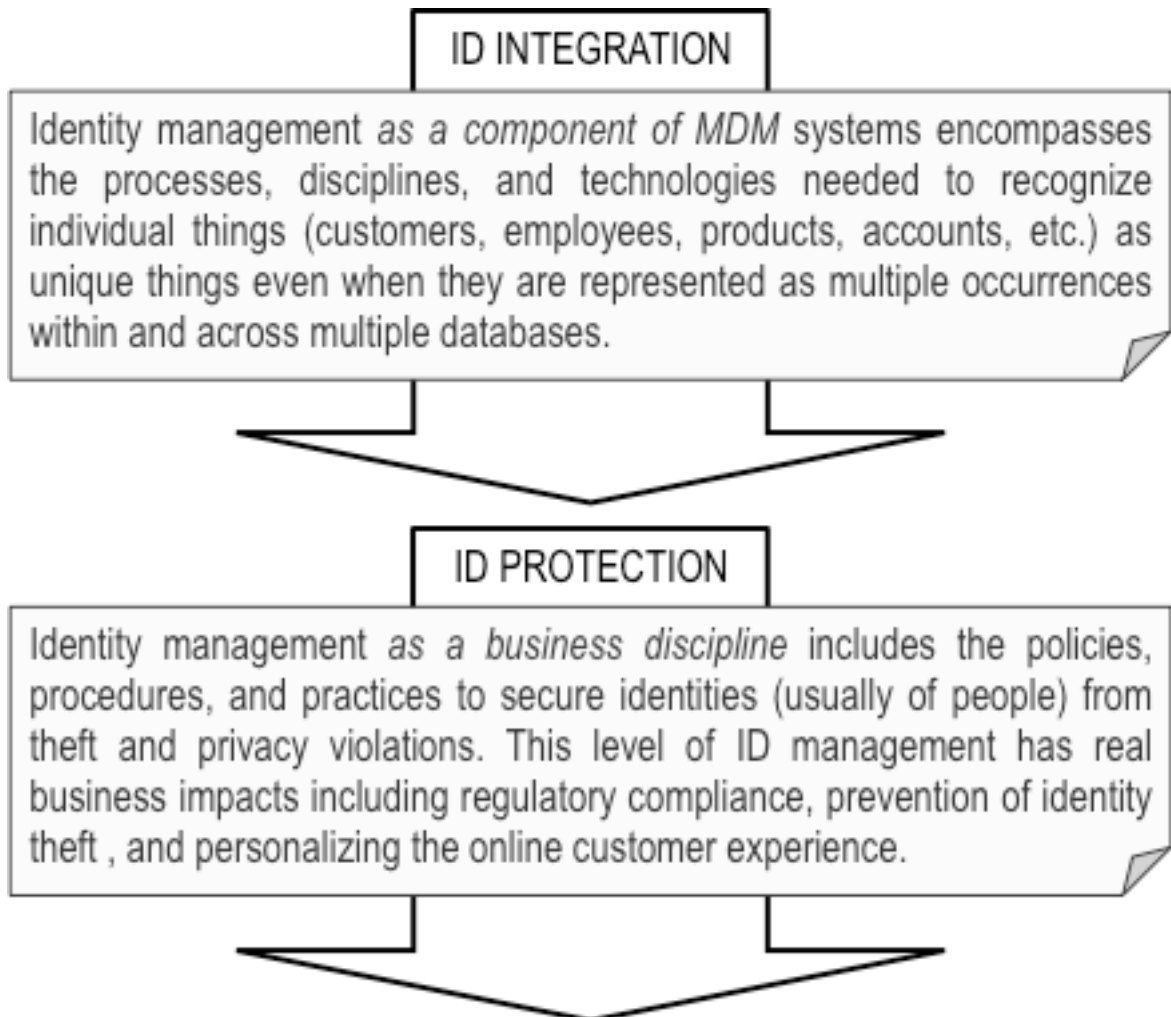 ID INTEGRATION
Identity management as a component of MDM systems encompasses
the processes, disciplines, and technologies needed to recognize
individual things (customers, employees, products, accounts, etc.) as
unique things even when they are represented as multiple occurrences
within and across multiple databases.
ID PROTECTION
Identity management as a business discipline includes the policies,
procedures, and practices to secure identities (usually of people) from
theft and privacy violations. This level of ID management has real
business impacts including regulatory compliance, prevention of identity
theft , and personalizing the online customer experience.